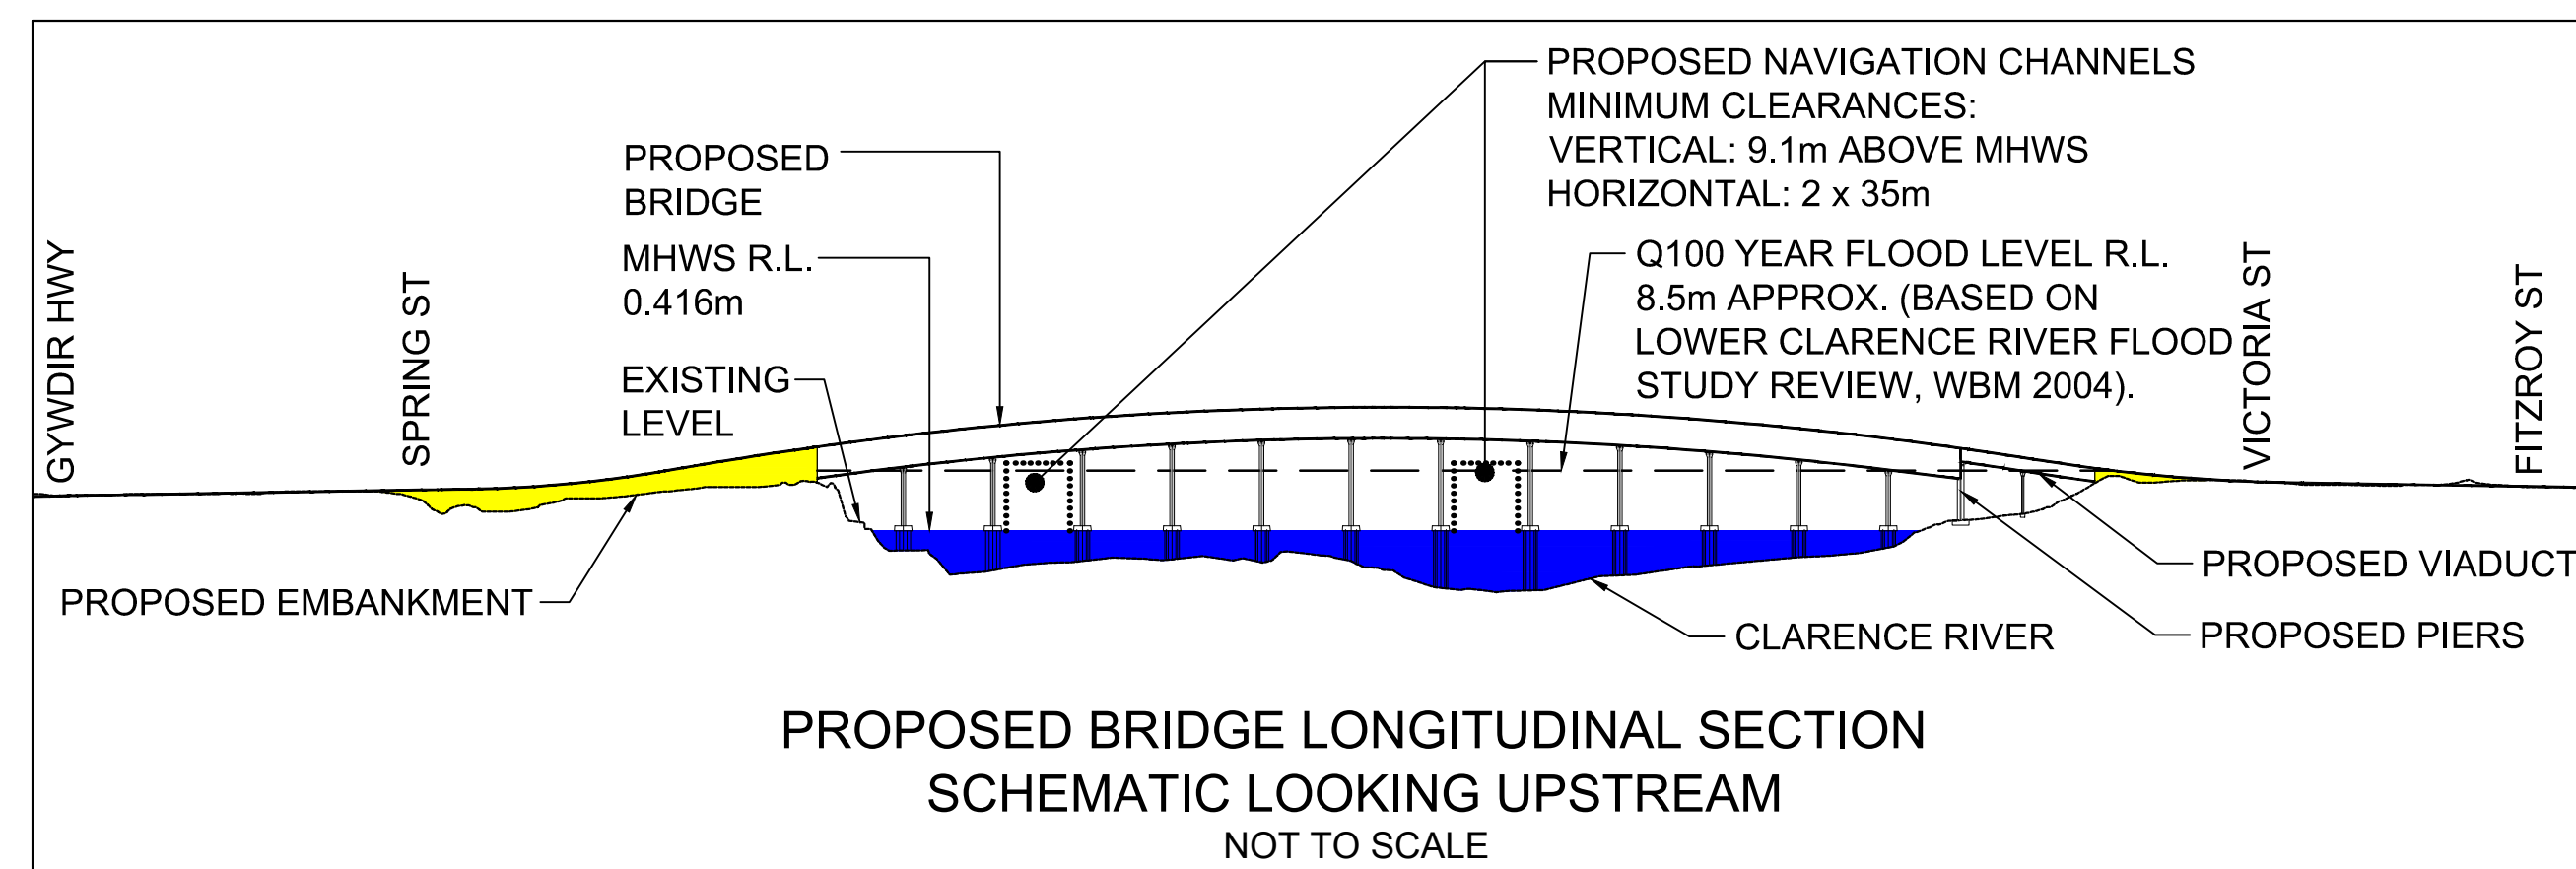 PROPOSED NAVIGATION CHANNELS
MINIMUM CLEARANCES:
VERTICAL: 9.1m ABOVE MHWS
HORIZONTAL: 2 x 35m
PROPOSED
BRIDGE
MHWS R.L.
0.416m
EXISTING
LEVEL
Q100 YEAR FLOOD LEVEL R.L.
8.5m APPROX. (BASED ON
LOWER CLARENCE RIVER FLOOD
STUDY REVIEW, WBM 2004).
GYWDIR HWY
SPRING ST
VICTORIA ST
FITZROY ST
PROPOSED EMBANKMENT
PROPOSED VIADUCT
PROPOSED PIERS
CLARENCE RIVER
PROPOSED BRIDGE LONGITUDINAL SECTION
SCHEMATIC LOOKING UPSTREAM
NOT TO SCALE